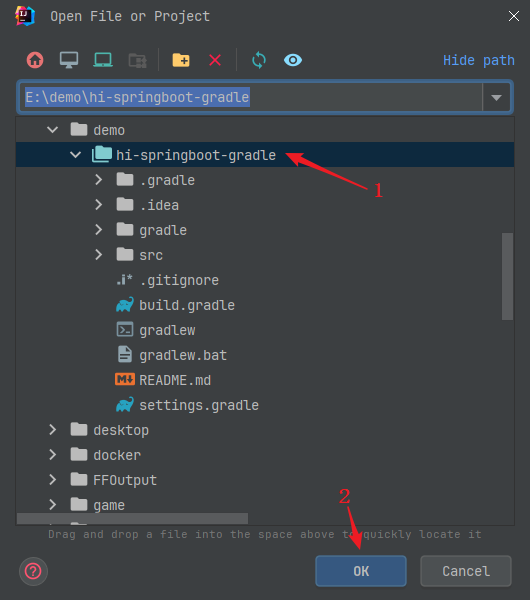 Open File or Project
Hide path
E:\demo\hi-springboot-gradle
demo
hi-springboot-gradle
1
.gradle
.idea
gradle
src
.gitignore
build.gradle
gradlew
gradlew.bat
README.md
settings.gradle
desktop
docker
FFOutput
2
game
Drag and drop a file into the space above to quickly locate it
OK
Cancel